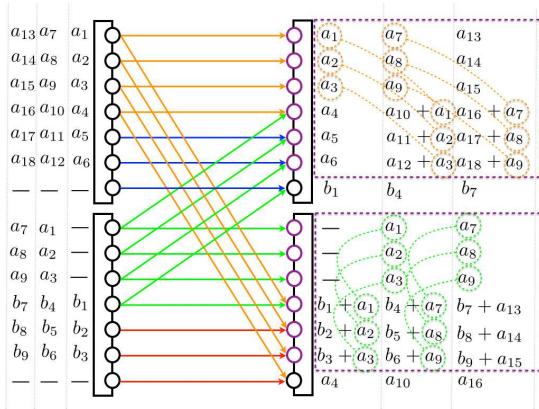 a₁₃ a₇ a₁ a₁ a₇ a₁₃
a₁₄ a₈ a₂ a₂ a₈ a₁₄
a₁₅ a₉ a₃ a₃ a₉ a₁₅
a₁₆ a₁₀ a₄ a₄ a₁₀ + a₁ a₁₆ + a₇
a₁₇ a₁₁ a₅ a₅ a₁₁ + a₂ a₁₇ + a₈
a₁₈ a₁₂ a₆ a₆ a₁₂ + a₃ a₁₈ + a₉
— — — b₁ b₄ b₇
a₇ a₁ — — a₁ a₇
a₈ a₂ — — a₂ a₈
a₉ a₃ — — a₃ a₉
b₇ b₄ b₁ b₁ + a₁ b₄ + a₇ b₇ + a₁₃
b₈ b₅ b₂ b₂ + a₂ b₅ + a₈ b₈ + a₁₄
b₉ b₆ b₃ b₃ + a₃ b₆ + a₉ b₉ + a₁₅
— — — a₄ a₁₀ a₁₆